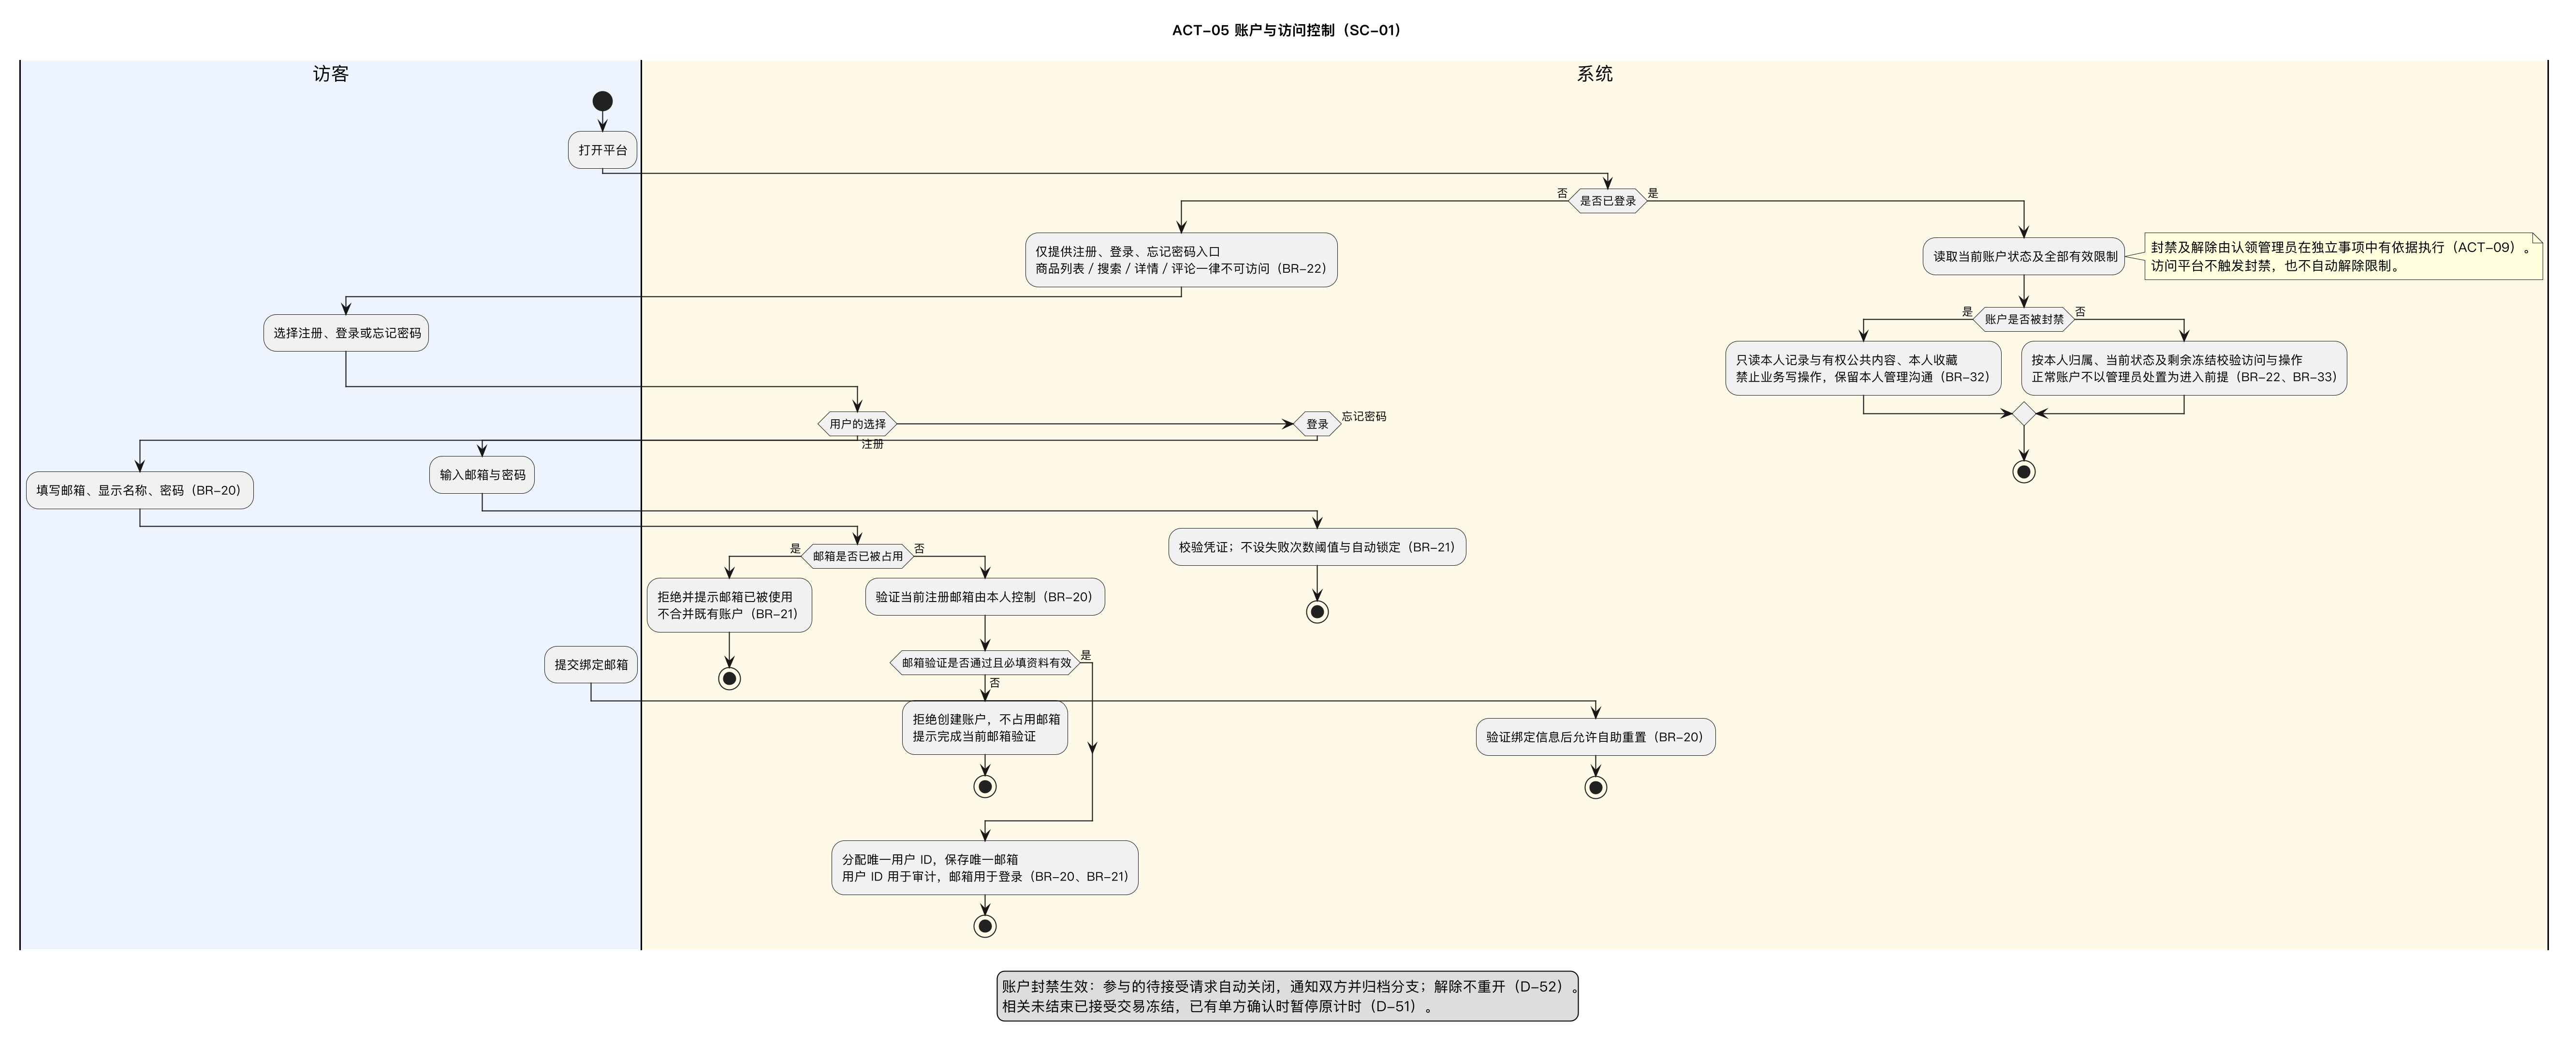 ACT-05 账户与访问控制（SC-01）
访客
系统
打开平台
否
是否已登录
是
仅提供注册、登录、忘记密码入口
商品列表 / 搜索 / 详情 / 评论一律不可访问（BR-22）
读取当前账户状态及全部有效限制
封禁及解除由认领管理员在独立事项中有依据执行（ACT-09）。
访问平台不触发封禁，也不自动解除限制。
选择注册、登录或忘记密码
是
账户是否被封禁
否
只读本人记录与有权公共内容、本人收藏
禁止业务写操作，保留本人管理沟通（BR-32）
按本人归属、当前状态及剩余冻结校验访问与操作
正常账户不以管理员处置为进入前提（BR-22、BR-33）
用户的选择
登录
忘记密码
注册
填写邮箱、显示名称、密码（BR-20）
输入邮箱与密码
校验凭证；不设失败次数阈值与自动锁定（BR-21）
是
邮箱是否已被占用
否
拒绝并提示邮箱已被使用
不合并既有账户（BR-21）
验证当前注册邮箱由本人控制（BR-20）
提交绑定邮箱
邮箱验证是否通过且必填资料有效
是
否
拒绝创建账户，不占用邮箱
提示完成当前邮箱验证
验证绑定信息后允许自助重置（BR-20）
分配唯一用户 ID，保存唯一邮箱
用户 ID 用于审计，邮箱用于登录（BR-20、BR-21）
账户封禁生效：参与的待接受请求自动关闭，通知双方并归档分支；解除不重开（D-52）。
相关未结束已接受交易冻结，已有单方确认时暂停原计时（D-51）。